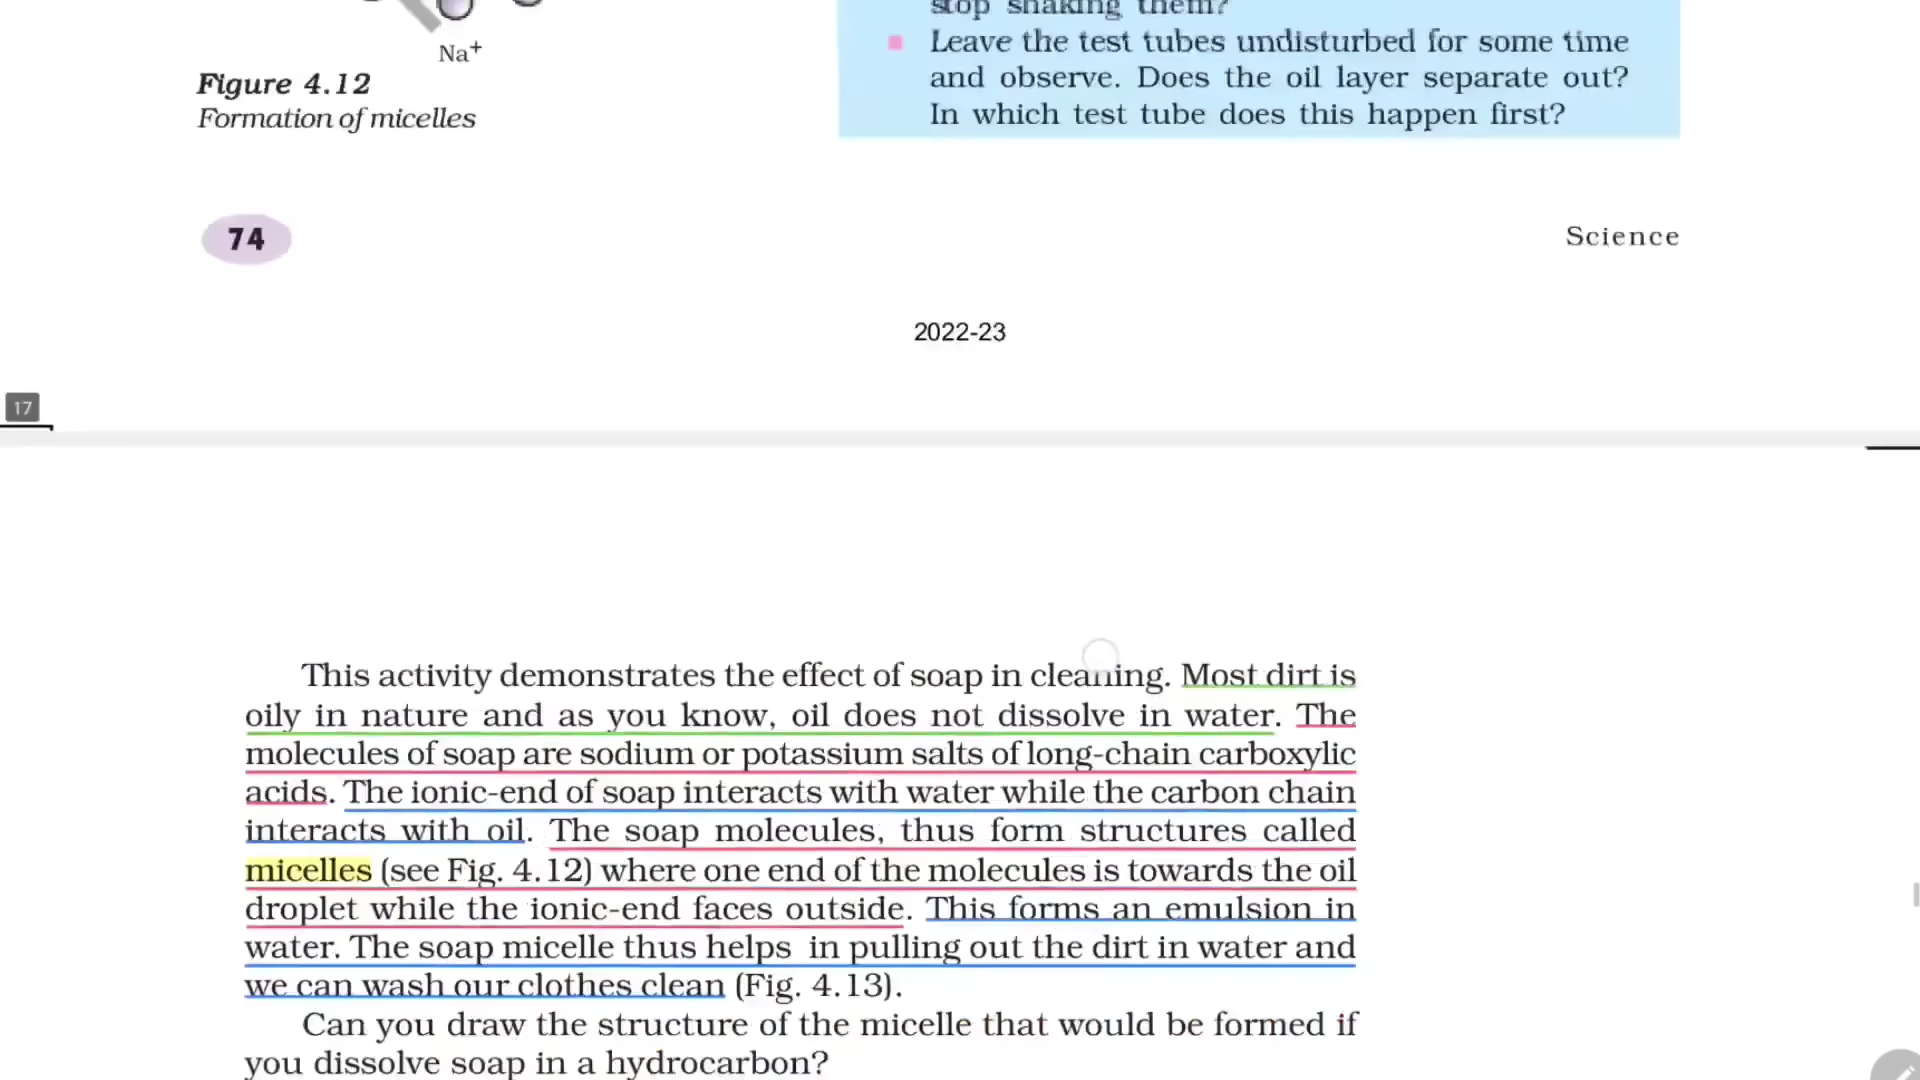 stop shaking them?
Na+
Leave the test tubes undisturbed for some time
and observe. Does the oil layer separate out?
In which test tube does this happen first?
Figure 4.12
Formation of micelles
74
Science
2022-23
17
This activity demonstrates the effect of soap in cleaning. Most dirt is
oily in nature and as you know, oil does not dissolve in water. The
molecules of soap are sodium or potassium salts of long-chain carboxylic
acids. The ionic-end of soap interacts with water while the carbon chain
interacts with oil. The soap molecules, thus form structures called
micelles (see Fig. 4.12) where one end of the molecules is towards the oil
droplet while the ionic-end faces outside. This forms an emulsion in
water. The soap micelle thus helps in pulling out the dirt in water and
we can wash our clothes clean (Fig. 4.13).
Can you draw the structure of the micelle that would be formed if
you dissolve soap in a hydrocarbon?